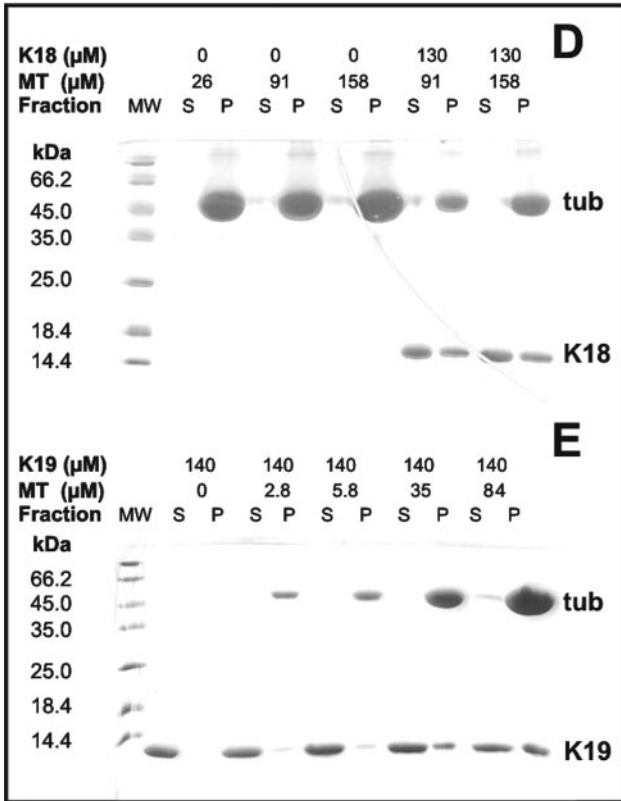 D
K18 (µM) 0 0 0 130 130
MT (µM) 26 91 158 91 158
Fraction MW S P S P S P S P S P
kDa
66.2
45.0 tub
35.0
25.0
18.4
14.4 K18
E
K19 (µM) 140 140 140 140 140
MT (µM) 0 2.8 5.8 35 84
Fraction MW S P S P S P S P S P
kDa
66.2
45.0 tub
35.0
25.0
18.4
14.4 K19